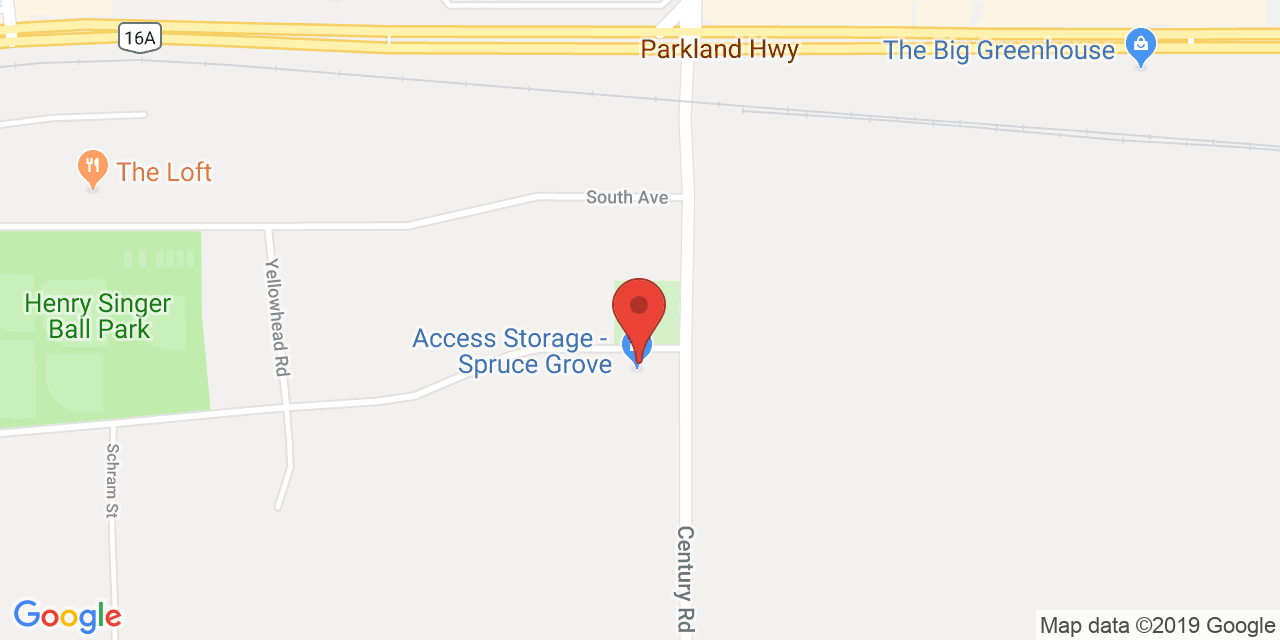 16A
Parkland Hwy
The Big Greenhouse
The Loft
South Ave
Yellowhead Rd
Henry Singer
Ball Park
Access Storage -
Spruce Grove
Schram St
Century Rd
Google
Map data ©2019 Google